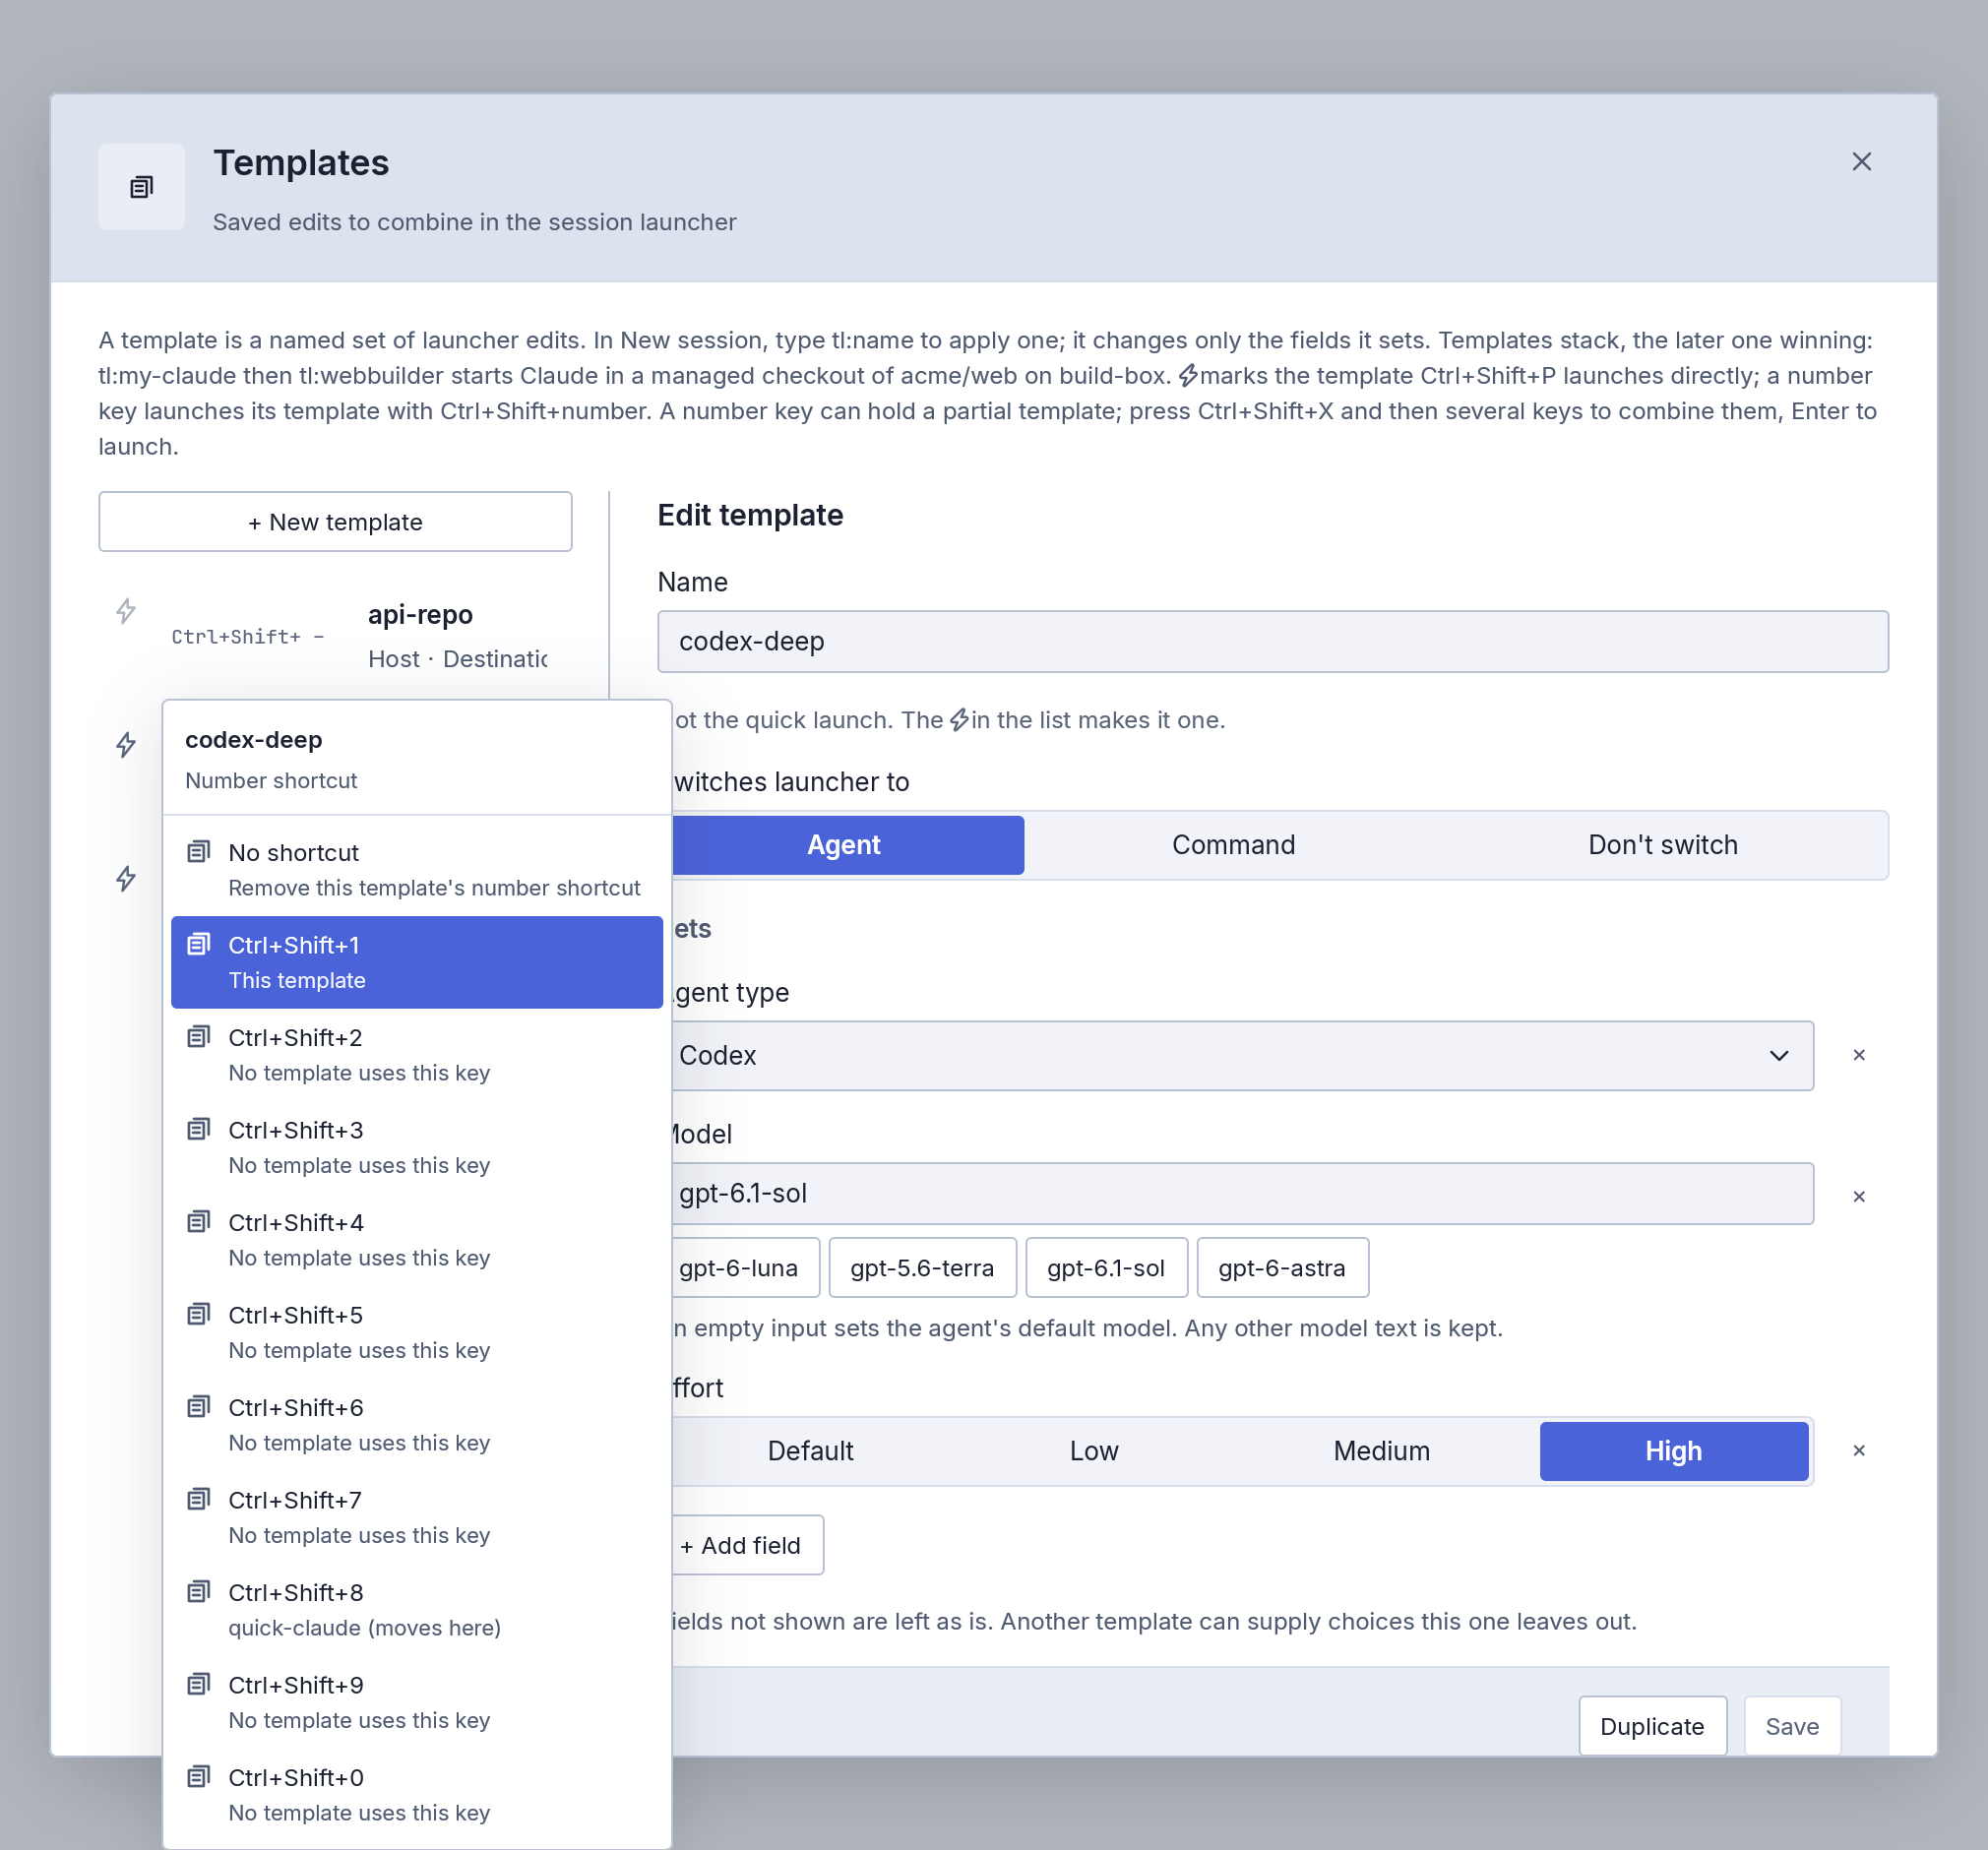 Templates
Saved edits to combine in the session launcher
A template is a named set of launcher edits. In New session, type tl:name to apply one; it changes only the fields it sets. Templates stack, the later one winning:
tl:my-claude then tl:webbuilder starts Claude in a managed checkout of acme/web on build-box. marks the template Ctrl+Shift+P launches directly; a number
key launches its template with Ctrl+Shift+number. A number key can hold a partial template; press Ctrl+Shift+X and then several keys to combine them, Enter to
launch.
+ New template
Ctrl+Shift+ –
api-repo
Host · Destinatic
codex-deep
Number shortcut
No shortcut
Remove this template's number shortcut
Ctrl+Shift+1
This template
Ctrl+Shift+2
No template uses this key
Ctrl+Shift+3
No template uses this key
Ctrl+Shift+4
No template uses this key
Ctrl+Shift+5
No template uses this key
Ctrl+Shift+6
No template uses this key
Ctrl+Shift+7
No template uses this key
Ctrl+Shift+8
quick-claude (moves here)
Ctrl+Shift+9
No template uses this key
Ctrl+Shift+0
No template uses this key
Edit template
Name
codex-deep
ot the quick launch. The in the list makes it one.
witches launcher to
Agent
Command
Don't switch
ets
gent type
Codex
×
odel
gpt-6.1-sol
×
gpt-6-luna
gpt-5.6-terra
gpt-6.1-sol
gpt-6-astra
n empty input sets the agent's default model. Any other model text is kept.
ffort
Default
Low
Medium
High
×
+ Add field
ields not shown are left as is. Another template can supply choices this one leaves out.
Duplicate
Save